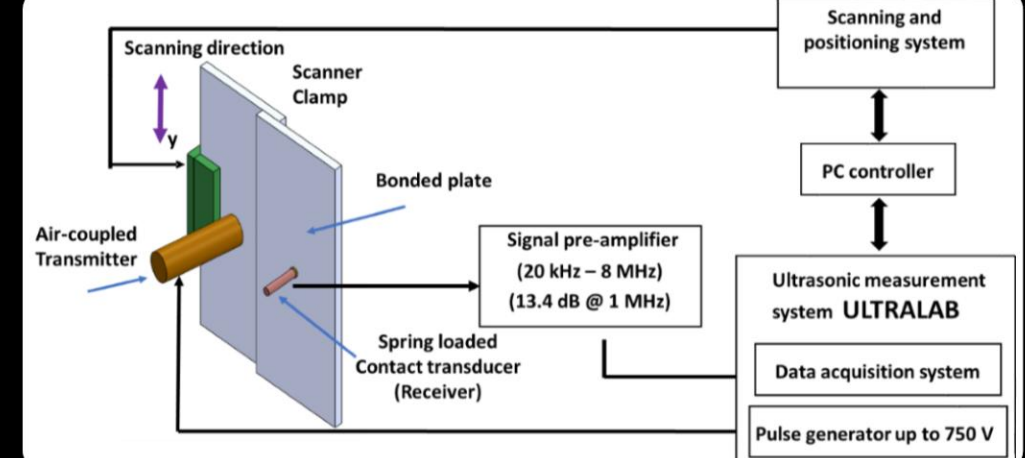 Scanning and
positioning system
Scanning direction
Scanner
Clamp
y
PC controller
Bonded plate
Air-coupled
Transmitter
Signal pre-amplifier
(20 kHz – 8 MHz)
(13.4 dB @ 1 MHz)
Ultrasonic measurement
system ULTRALAB
Spring loaded
Contact transducer
(Receiver)
Data acquisition system
Pulse generator up to 750 V